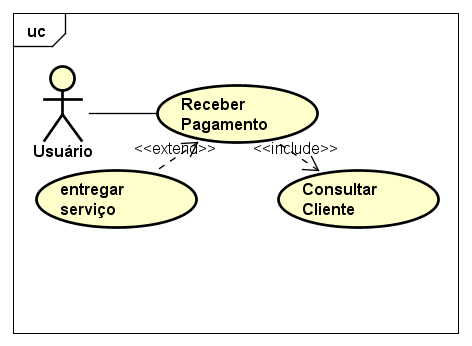 uc
Receber
Pagamento
Usuário
<<extend>>
<<include>>
entregar
serviço
Consultar
Cliente